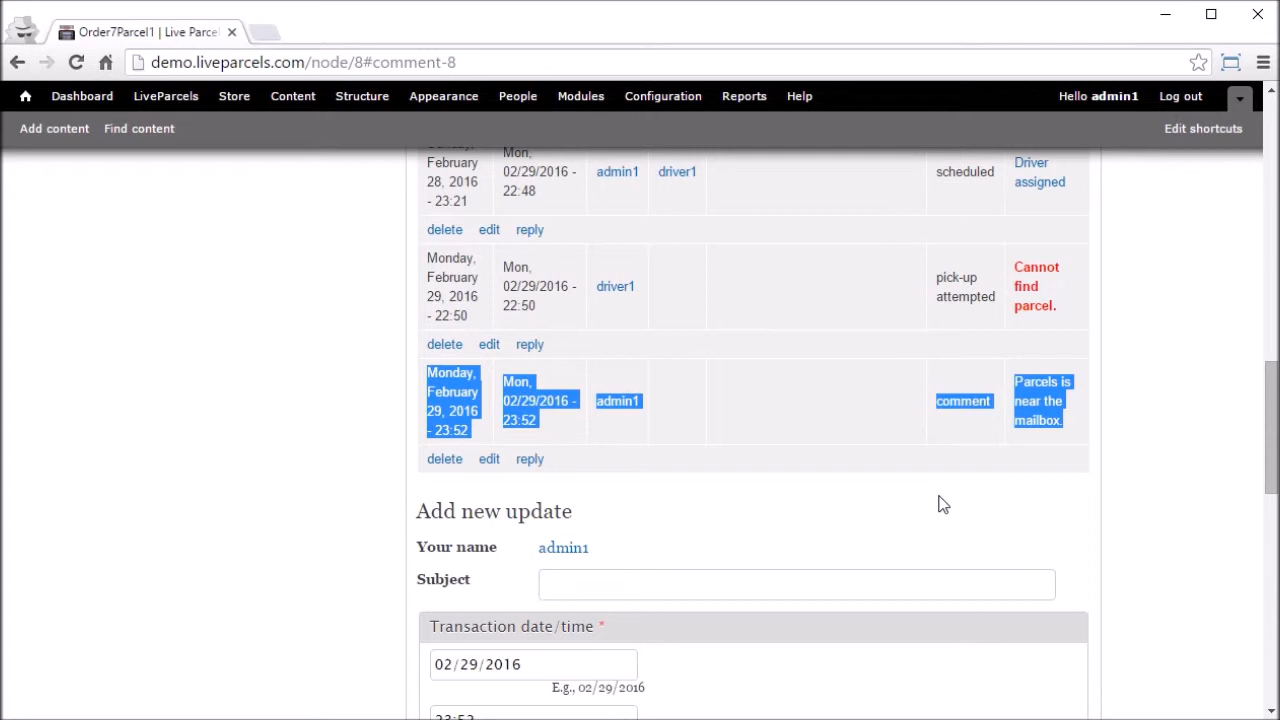 Order7Parcel1 | Live Parcel
demo.liveparcels.com/node/8#comment-8
Dashboard LiveParcels Store Content Structure Appearance People Modules Configuration Reports Help Hello admin1 Log out
Add content Find content Edit shortcuts
February
28, 2016
- 23:21
Mon,
02/29/2016 -
22:48
admin1
driver1
scheduled
Driver
assigned
delete edit reply
Monday,
February
29, 2016
- 22:50
Mon,
02/29/2016 -
22:50
driver1
pick-up
attempted
Cannot
find
parcel.
delete edit reply
Monday,
February
29, 2016
- 23:52
Mon,
02/29/2016 -
23:52
admin1
comment
Parcels is
near the
mailbox.
delete edit reply
Add new update
Your name admin1
Subject
Transaction date/time *
02/29/2016
E.g., 02/29/2016
23:52